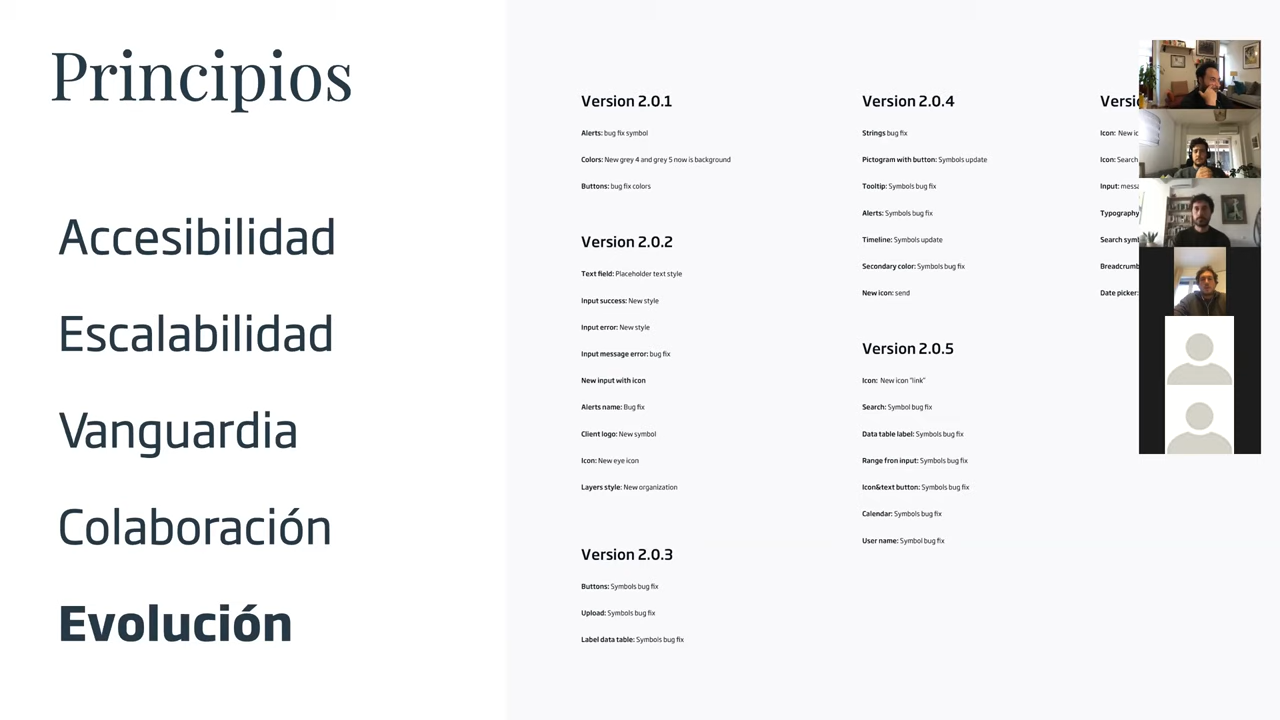 Principios
Accesibilidad
Escalabilidad
Vanguardia
Colaboración
Evolución
Version 2.0.1
Alerts: bug fix symbol
Colors: New grey 4 and grey 5 now is background
Buttons: bug fix colors
Version 2.0.2
Text field: Placeholder text style
Input success: New style
Input error: New style
Input message error: bug fix
New input with icon
Alerts name: Bug fix
Client logo: New symbol
Icon: New eye icon
Layers style: New organization
Version 2.0.3
Buttons: Symbols bug fix
Upload: Symbols bug fix
Label data table: Symbols bug fix
Version 2.0.4
Strings bug fix
Pictogram with button: Symbols update
Tooltip: Symbols bug fix
Alerts: Symbols bug fix
Timeline: Symbols update
Secondary color: Symbols bug fix
New icon: send
Version 2.0.5
Icon: New icon "link"
Search: Symbol bug fix
Data table label: Symbols bug fix
Range fron input: Symbols bug fix
Icon&text button: Symbols bug fix
Calendar: Symbols bug fix
User name: Symbol bug fix
Icon: New
Icon: Search
Input:
Typography
Search
Date picker: